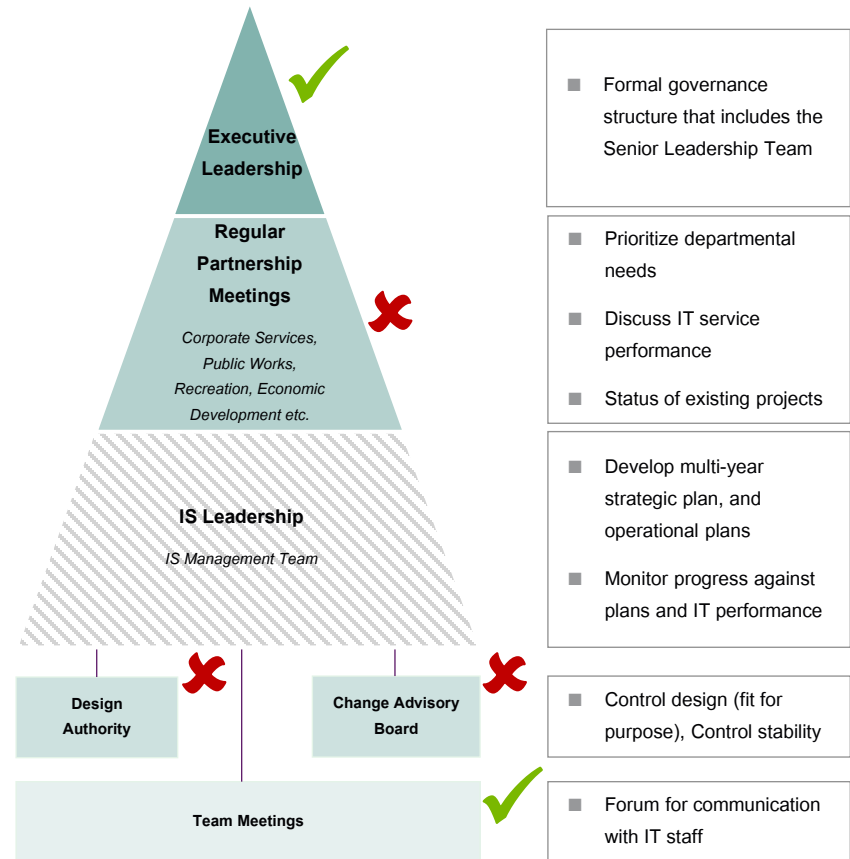 Executive
Leadership
Formal governance
structure that includes the
Senior Leadership Team
Regular
Partnership
Meetings
Corporate Services,
Public Works,
Recreation, Economic
Development etc.
Prioritize departmental
needs
Discuss IT service
performance
Status of existing projects
IS Leadership
IS Management Team
Develop multi-year
strategic plan, and
operational plans
Monitor progress against
plans and IT performance
Design
Authority
Change Advisory
Board
Control design (fit for
purpose), Control stability
Team Meetings
Forum for communication
with IT staff